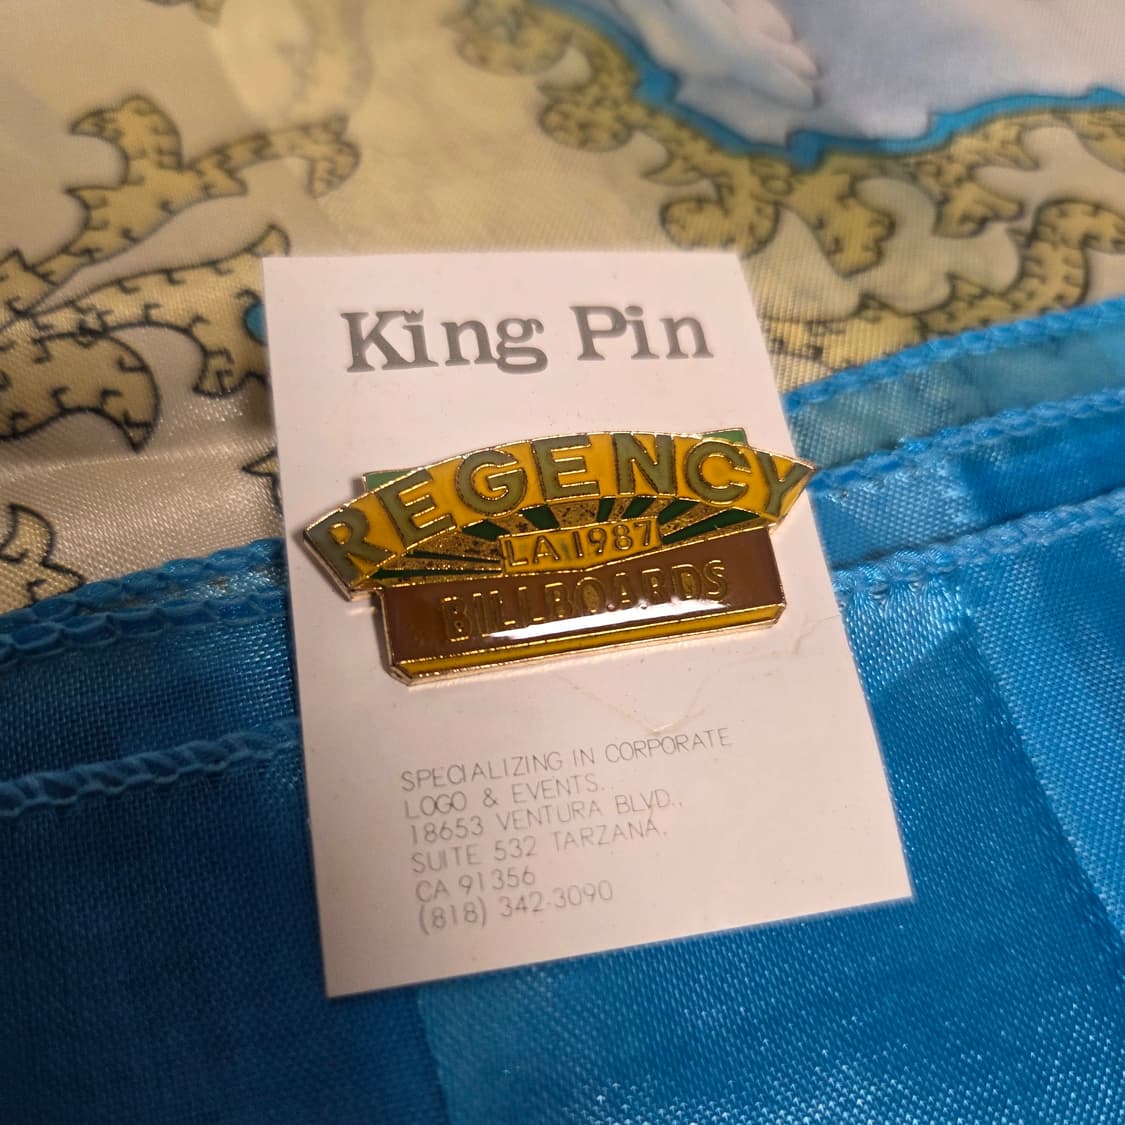 King Pin
REGENCY
LA 1987
BILLBOARDS
SPECIALIZING IN CORPORATE
LOGO & EVENTS.
18653 VENTURA BLVD.,
SUITE 532 TARZANA,
CA 91356
(818) 342-3090